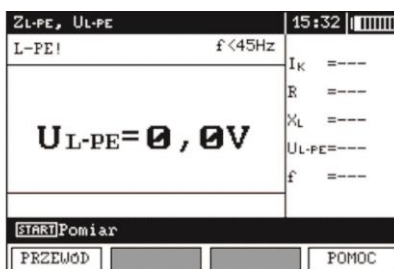 ZL-PE, UL-PE 15:32
L-PE! f<45Hz
IK =---
R =---
XL =---
UL-PE=---
f =---
UL-PE=0,0V
START Pomiar
PRZEWÓD POMOC